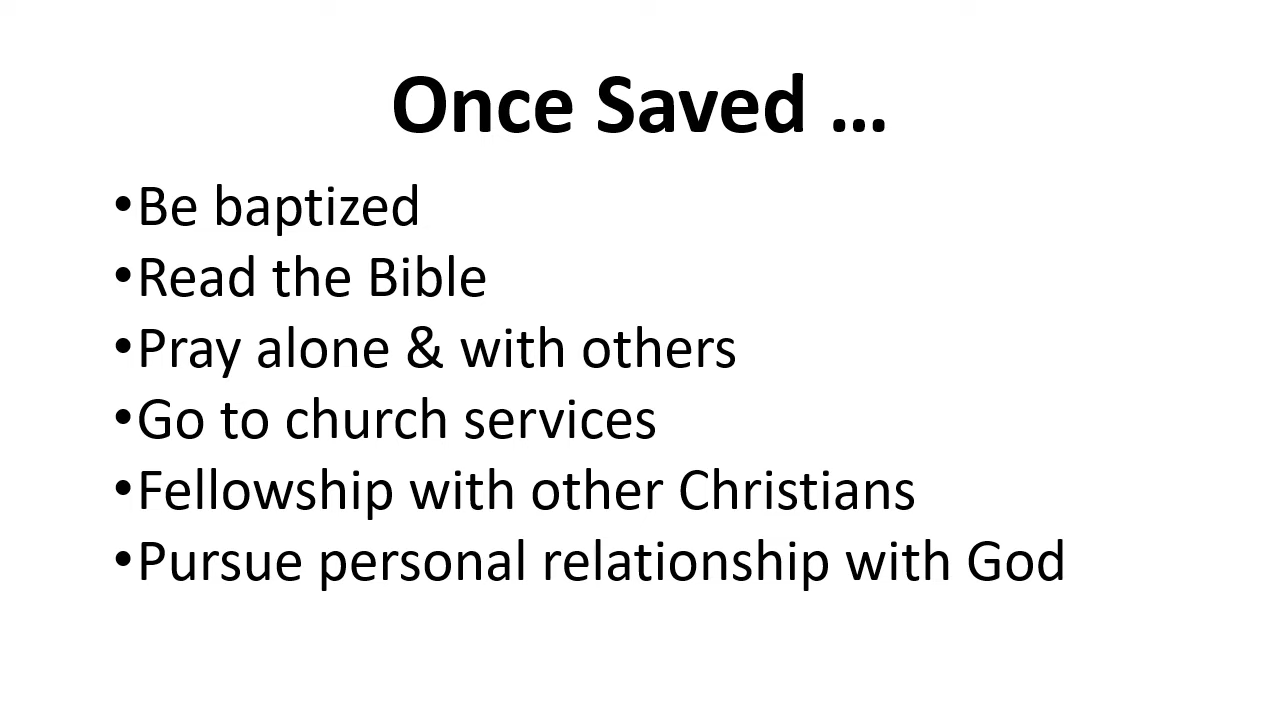 Once Saved ...
•Be baptized
•Read the Bible
•Pray alone & with others
•Go to church services
•Fellowship with other Christians
•Pursue personal relationship with God